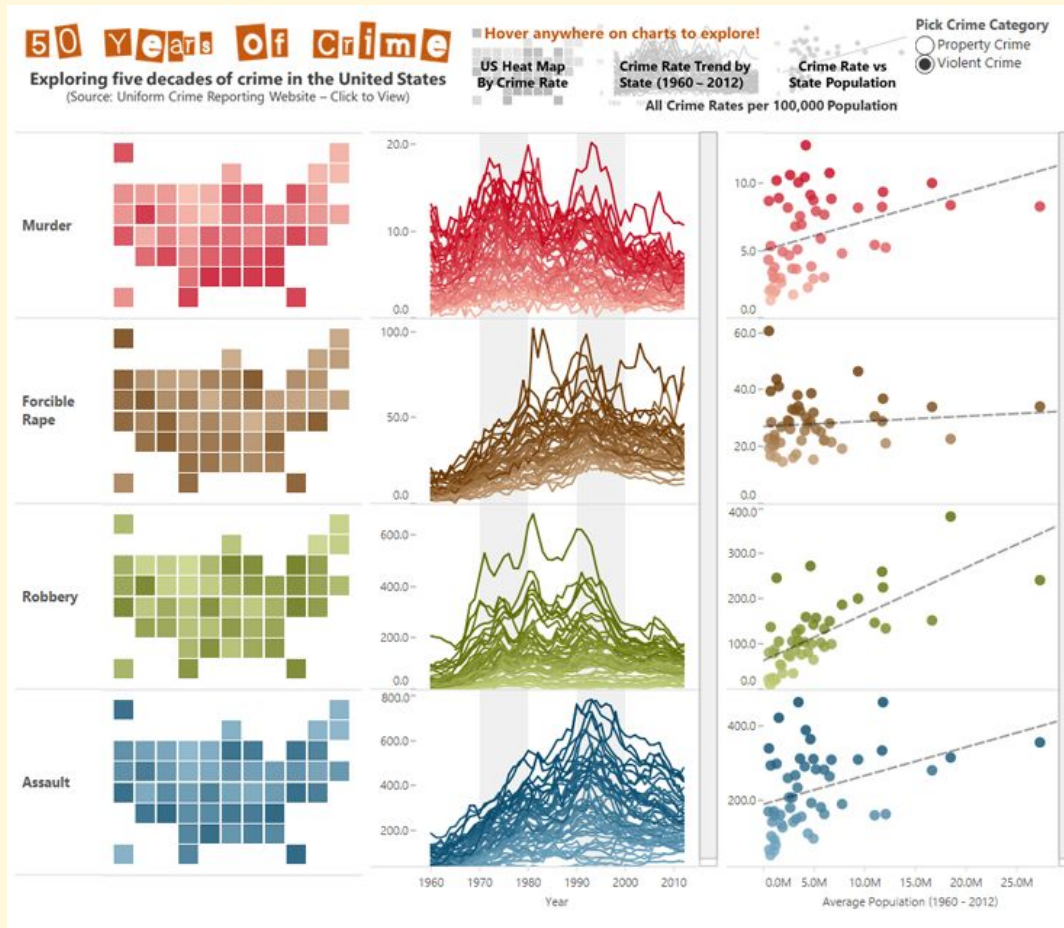 50 Years of Crime
Exploring five decades of crime in the United States
(Source: Uniform Crime Reporting Website – Click to View)
Hover anywhere on charts to explore!
US Heat Map
By Crime Rate
Crime Rate Trend by
State (1960 – 2012)
Crime Rate vs
State Population
All Crime Rates per 100,000 Population
Pick Crime Category
Property Crime
Violent Crime
Murder
20.0
10.0
0.0
10.0
5.0
0.0
Forcible
Rape
100.0
50.0
0.0
60.0
40.0
20.0
0.0
Robbery
600.0
400.0
200.0
0.0
400.0
300.0
200.0
100.0
0.0
Assault
800.0
600.0
400.0
200.0
400.0
200.0
1960 1970 1980 1990 2000 2010
Year
0.0M 5.0M 10.0M 15.0M 20.0M 25.0M
Average Population (1960 - 2012)